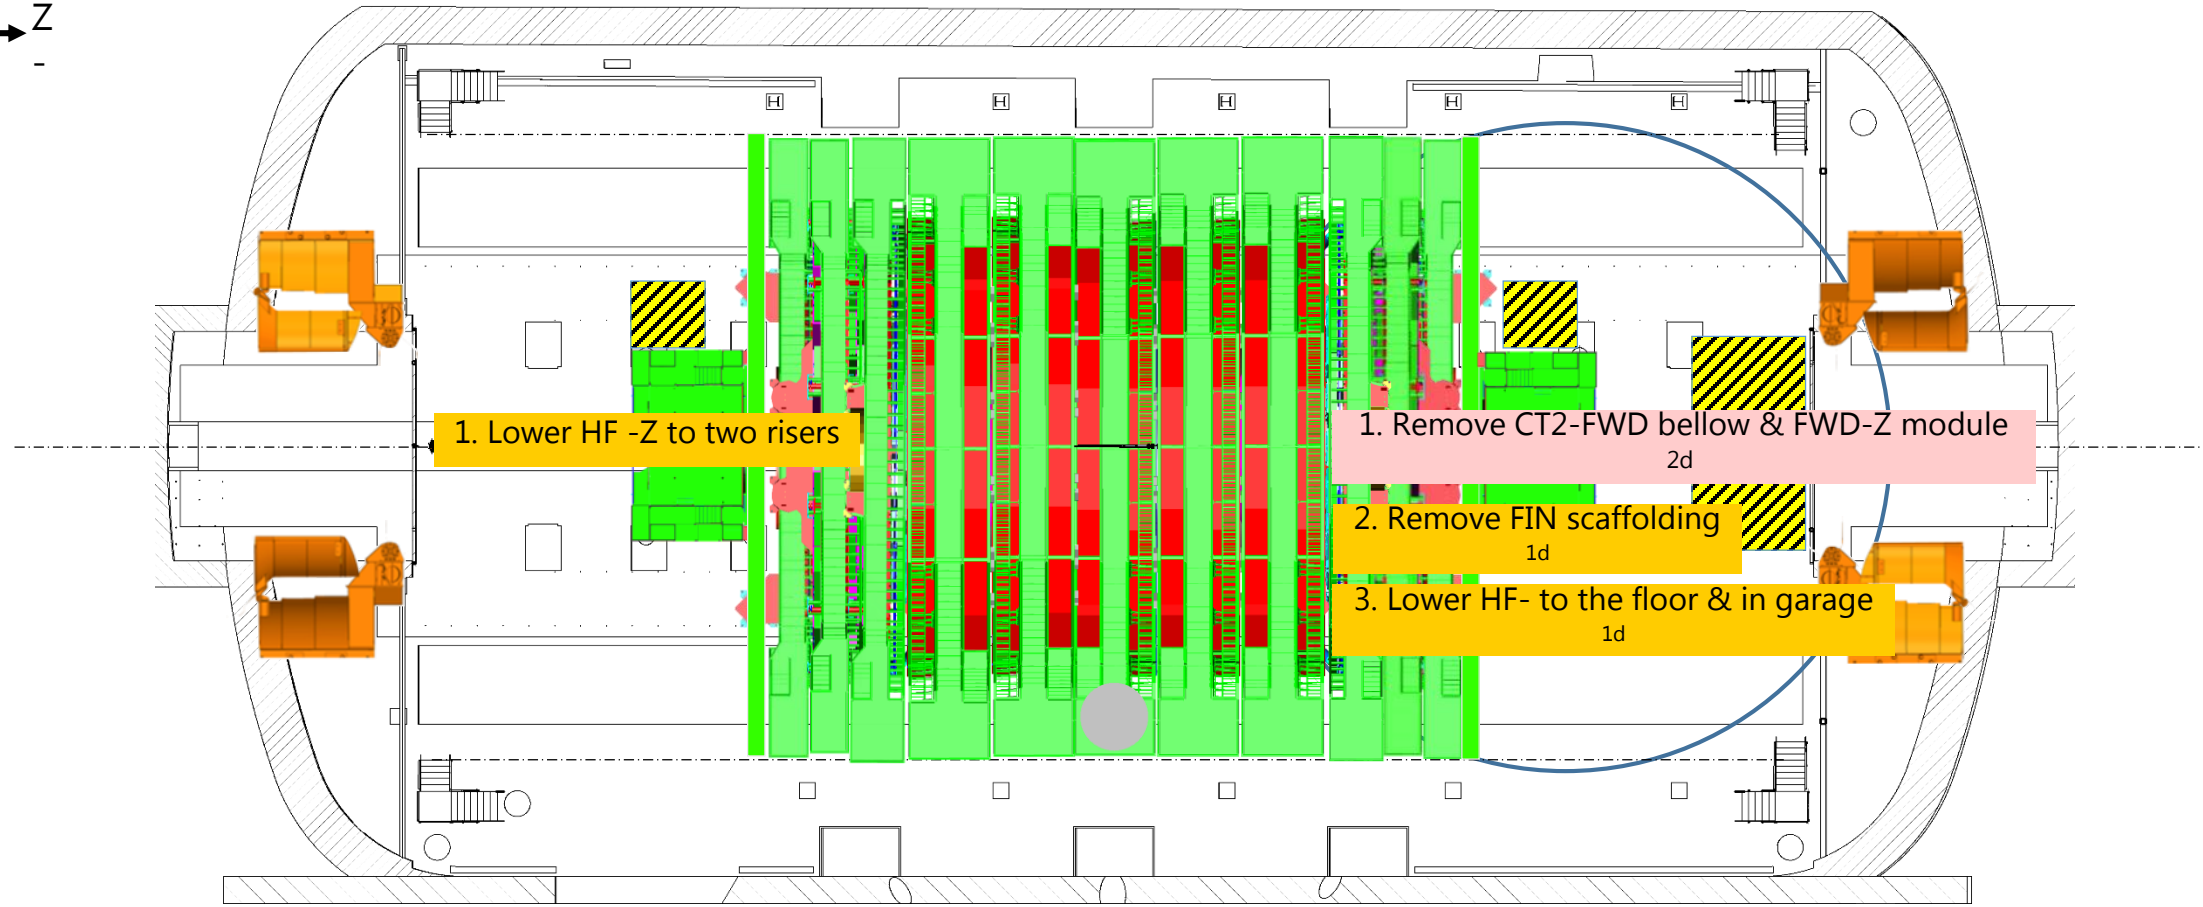 Z
-
1. Lower HF -Z to two risers
1. Remove CT2-FWD bellow & FWD-Z module
2d
2. Remove FIN scaffolding
1d
3. Lower HF- to the floor & in garage
1d